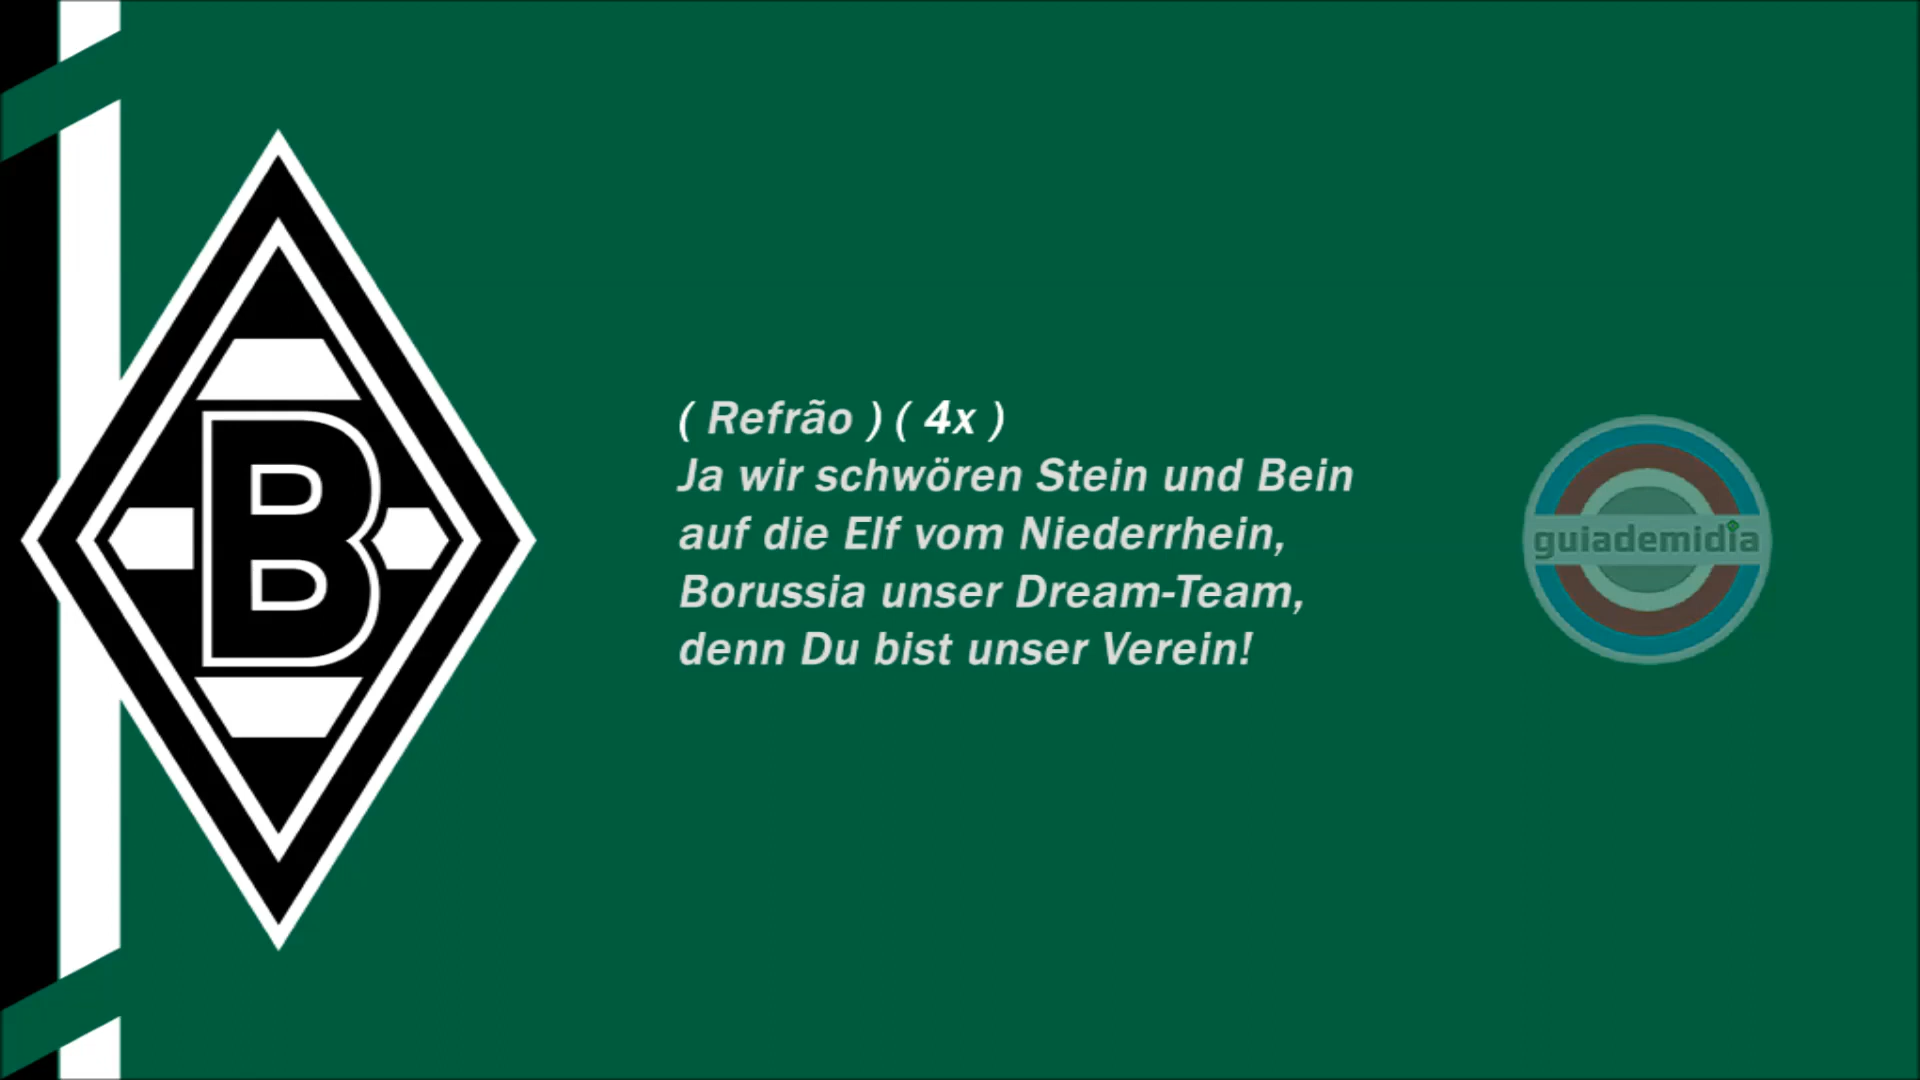 B
( Refrão ) ( 4x )
Ja wir schwören Stein und Bein
auf die Elf vom Niederrhein,
Borussia unser Dream-Team,
denn Du bist unser Verein!
guiademidia